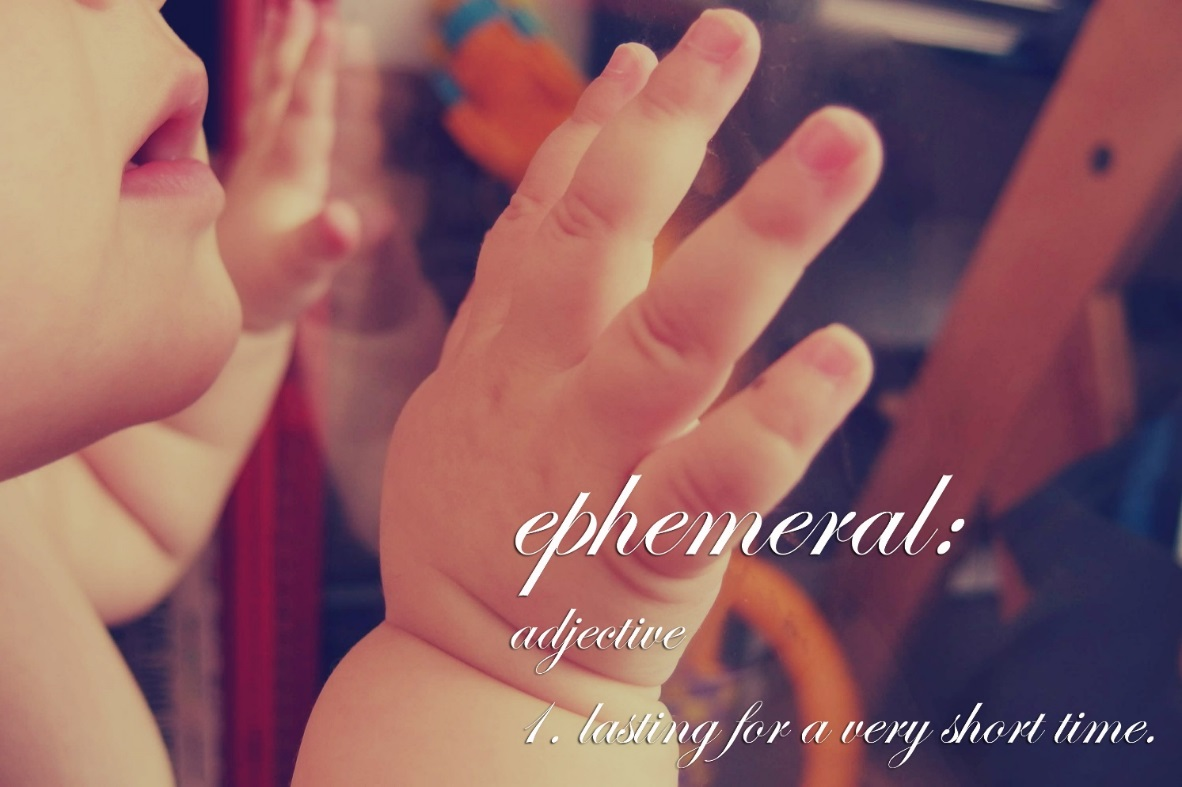 ephemeral:
adjective
1. lasting for a very short time.